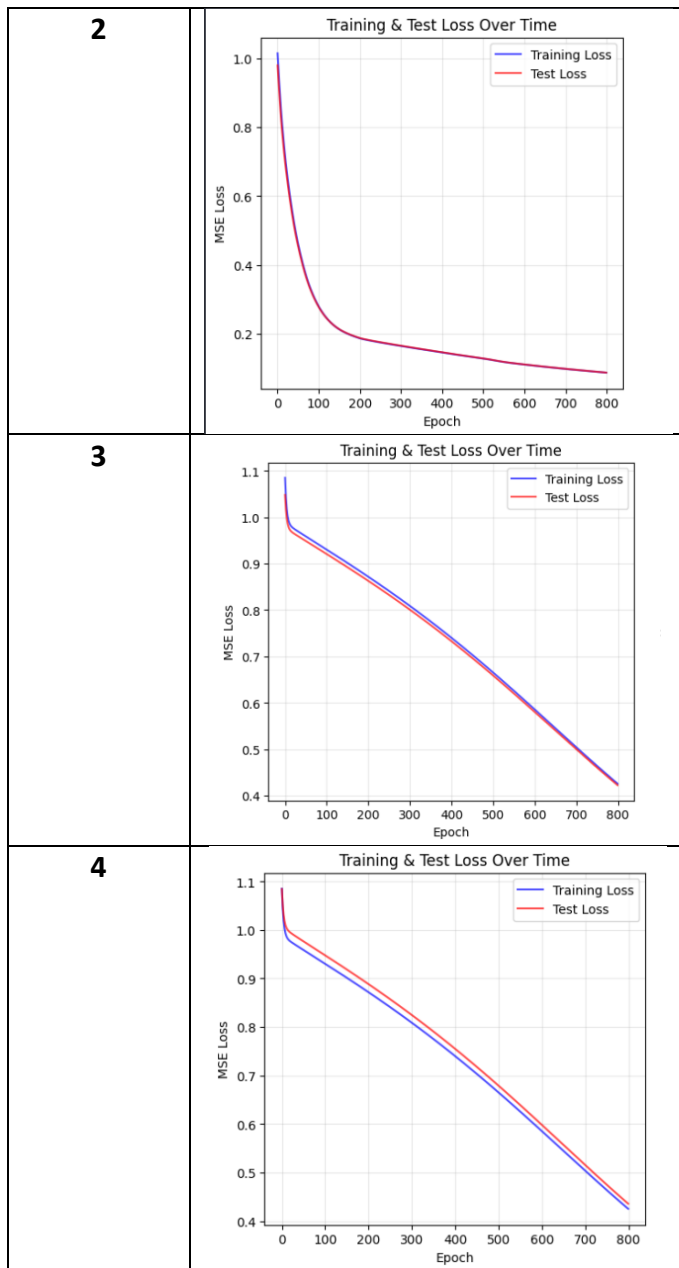 2
Training & Test Loss Over Time
Training Loss
Test Loss
MSE Loss
1.0
0.8
0.6
0.4
0.2
0 100 200 300 400 500 600 700 800
Epoch
3
Training & Test Loss Over Time
Training Loss
Test Loss
MSE Loss
1.1
1.0
0.9
0.8
0.7
0.6
0.5
0.4
0 100 200 300 400 500 600 700 800
Epoch
4
Training & Test Loss Over Time
Training Loss
Test Loss
MSE Loss
1.1
1.0
0.9
0.8
0.7
0.6
0.5
0.4
0 100 200 300 400 500 600 700 800
Epoch